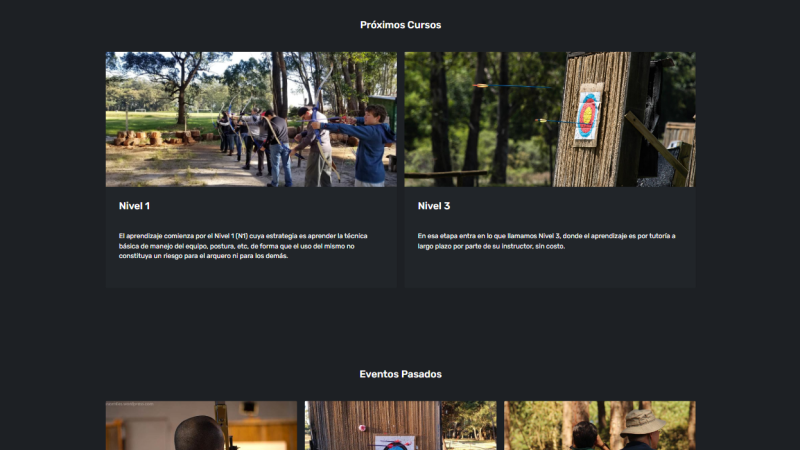 Próximos Cursos
Nivel 1
El aprendizaje comienza por el Nivel 1 (N1) cuya estrategia es aprender la técnica
básica de manejo del equipo, postura, etc, de forma que el uso del mismo no
constituya un riesgo para el arquero ni para los demás.
Nivel 3
En esa etapa entra en lo que llamamos Nivel 3, donde el aprendizaje es por tutoría a
largo plazo por parte de su instructor, sin costo.
Eventos Pasados